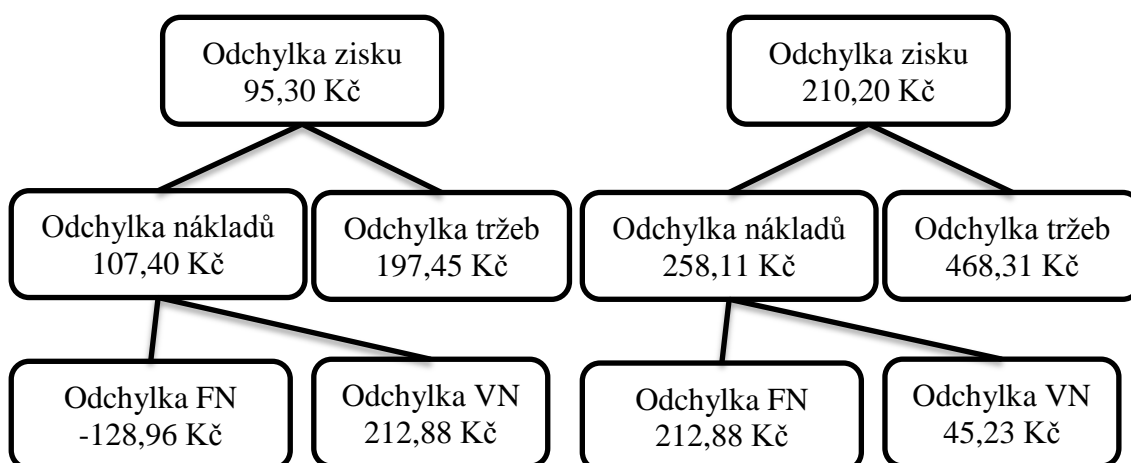 Odchylka zisku
95,30 Kč
Odchylka zisku
210,20 Kč
Odchylka nákladů
107,40 Kč
Odchylka tržeb
197,45 Kč
Odchylka nákladů
258,11 Kč
Odchylka tržeb
468,31 Kč
Odchylka FN
-128,96 Kč
Odchylka VN
212,88 Kč
Odchylka FN
212,88 Kč
Odchylka VN
45,23 Kč